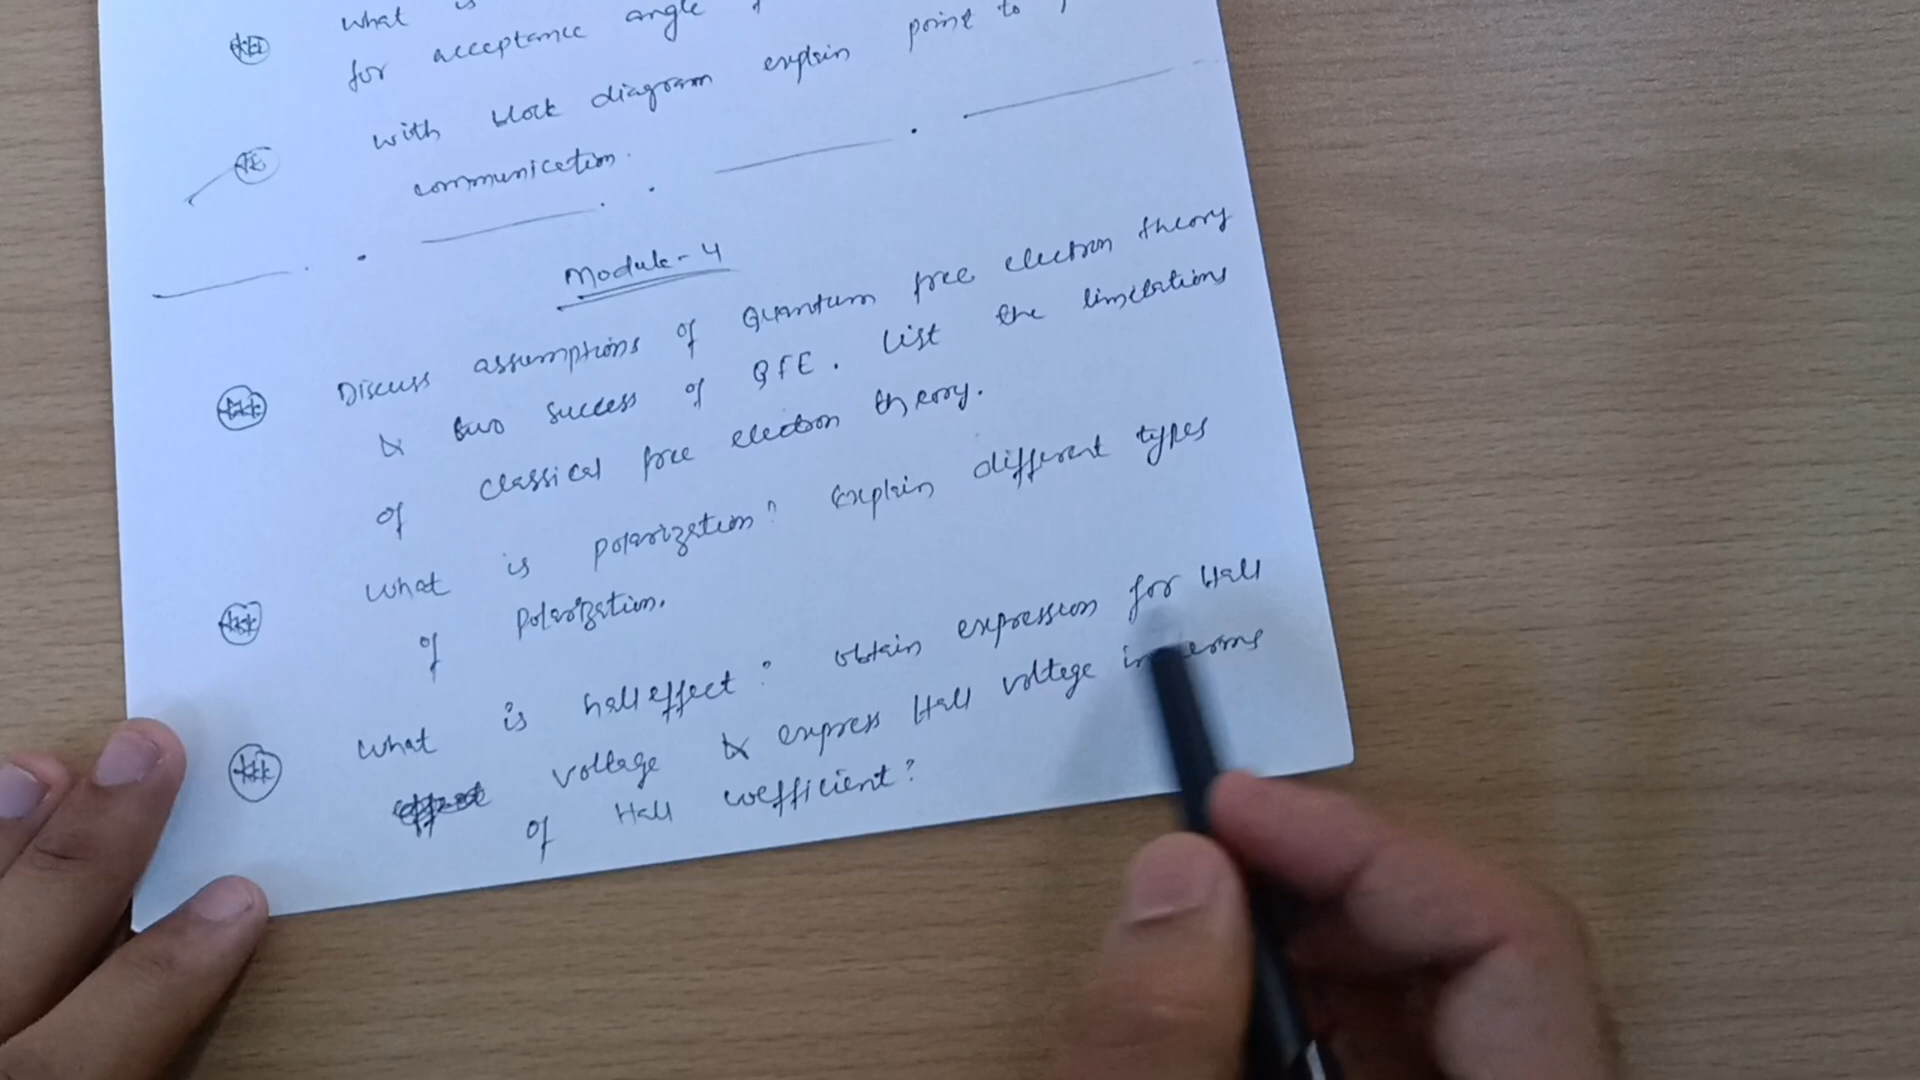 what is
for acceptance angle
with block diagram explain point to
communication.
Module-4
Discuss assumptions of Quantum free electron theory
& two success of QFE. List the limitations
of classical free electron theory.
What is polarization? Explain different types
of polarization.
What is hall effect? obtain expression for Hall
voltage & express Hall voltage in terms
of Hall coefficient?